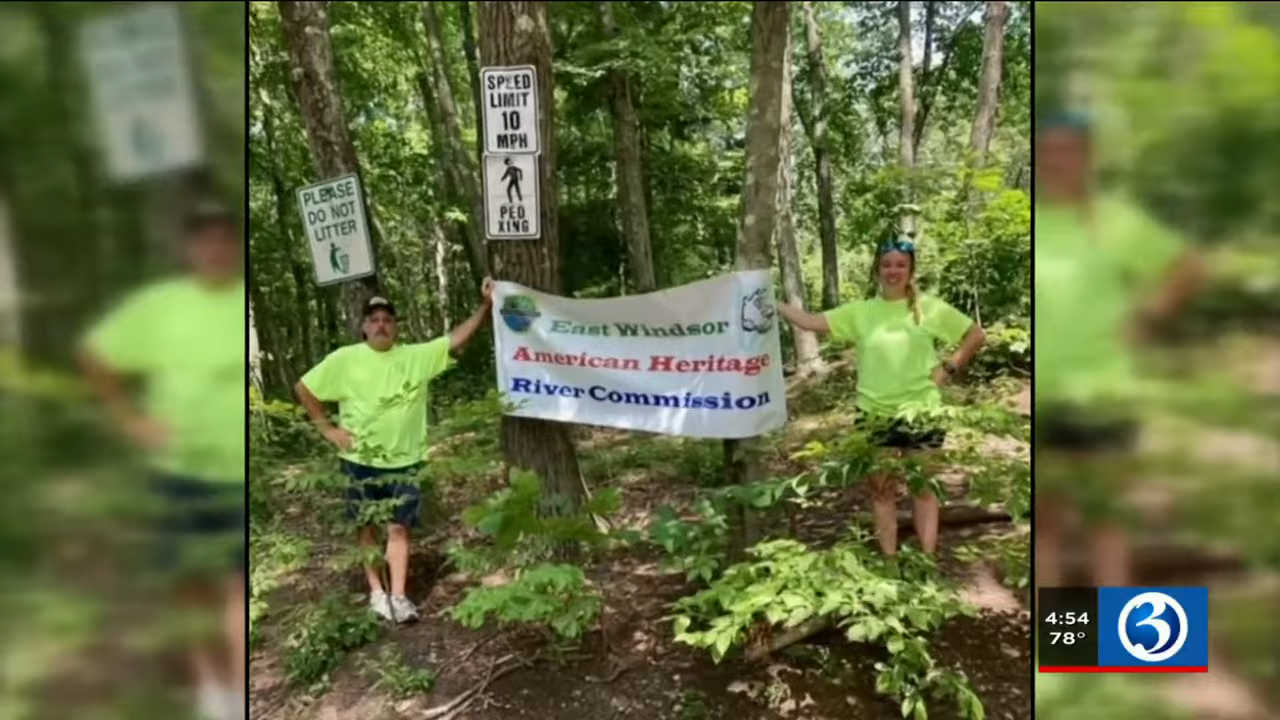 SPEED
LIMIT
10
MPH
PED
XING
PLEASE
DO NOT
LITTER
East Windsor
American Heritage
River Commission
4:54
78°
3